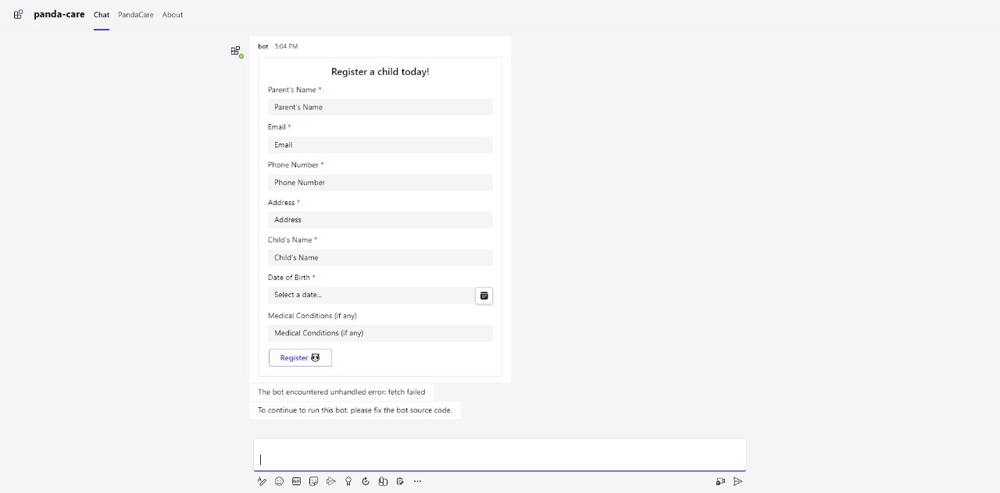 panda-care Chat PandaCare About
bot 5:04 PM
Register a child today!
Parent's Name *
Parent's Name
Email *
Email
Phone Number *
Phone Number
Address *
Address
Child's Name *
Child's Name
Date of Birth *
Select a date...
Medical Conditions (if any)
Medical Conditions (if any)
Register 🐼
The bot encountered unhandled error: fetch failed
To continue to run this bot, please fix the bot source code.
GIF